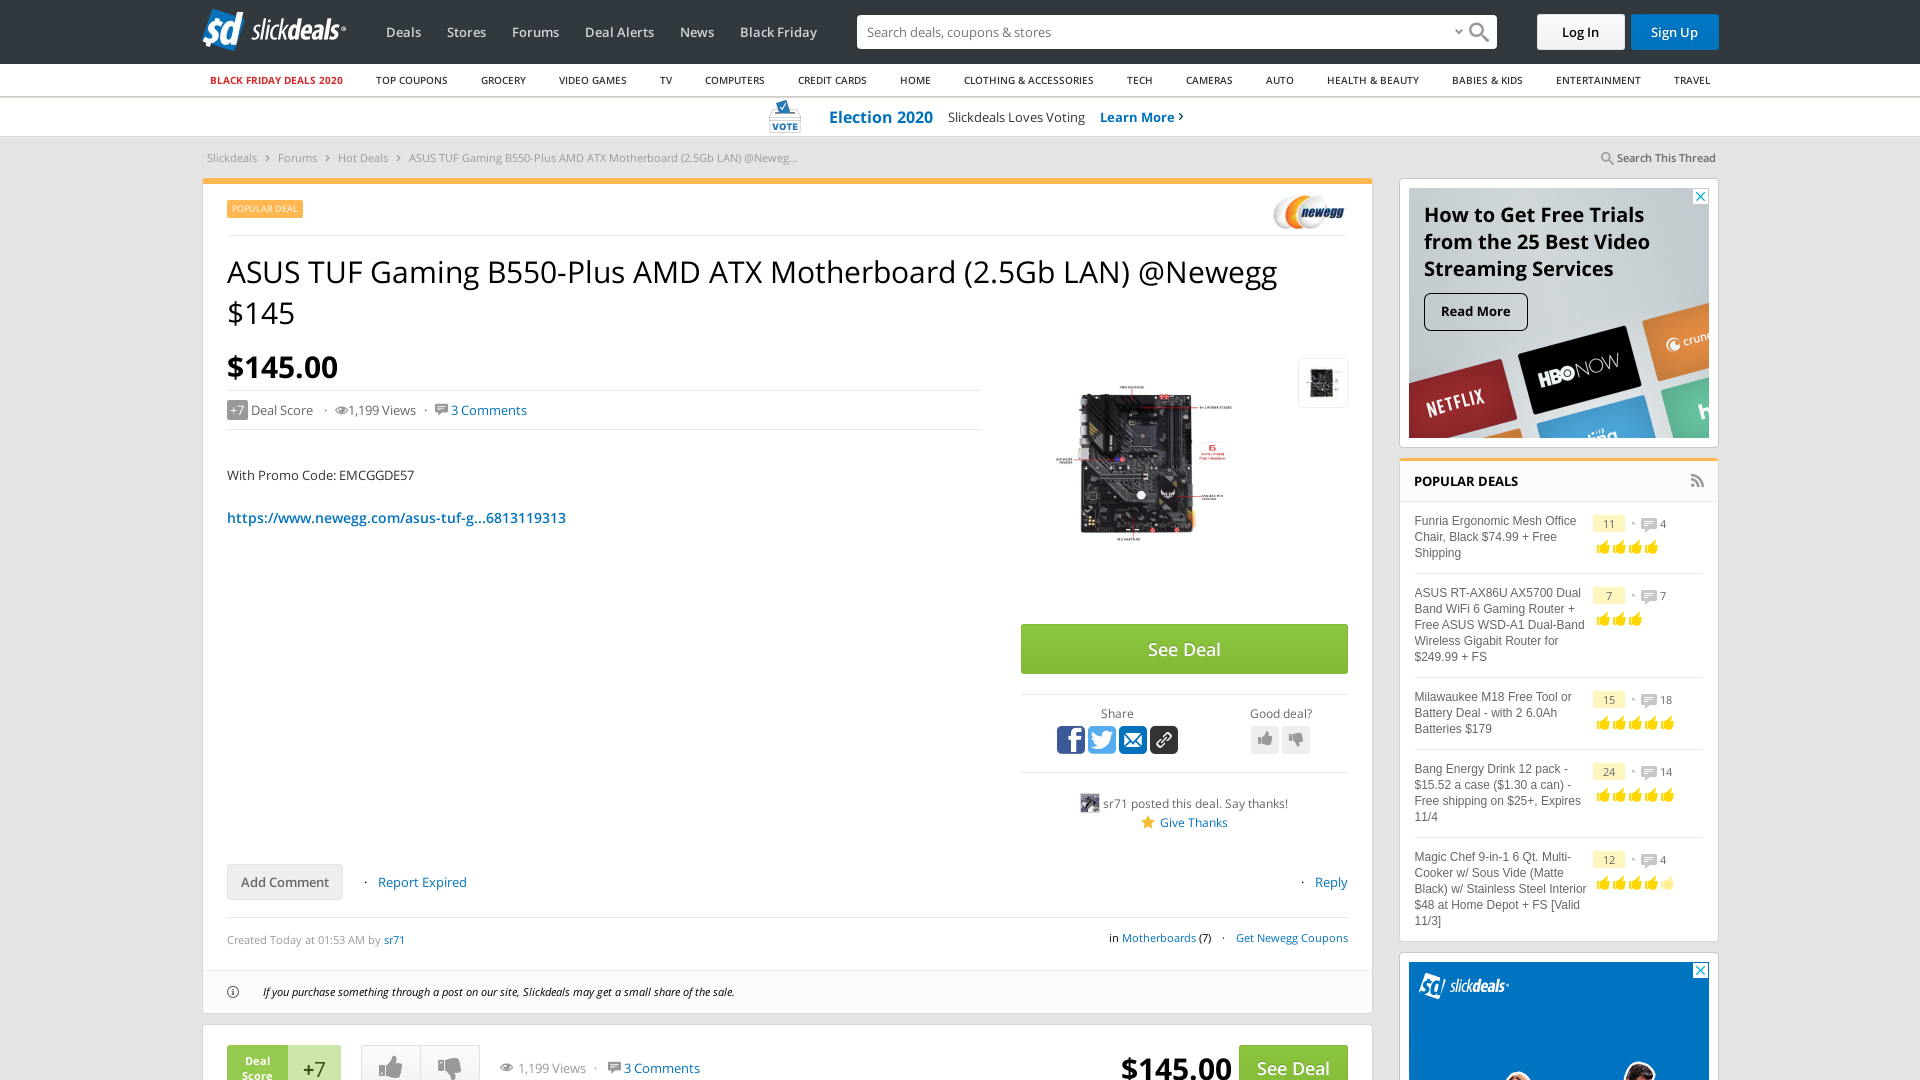 slickdeals
Deals Stores Forums Deal Alerts News Black Friday
Search deals, coupons & shopping
Log In
Sign Up
BLACK FRIDAY DEALS 2020 TOP COUPONS GROCERY VIDEO GAMES TV COMPUTERS CREDIT CARDS HOME CLOTHING & ACCESSORIES TECH CAMERAS AUTO HEALTH & BEAUTY BABIES & KIDS ENTERTAINMENT TRAVEL
VOTE
Election 2020 Slickdeals Loves Voting Learn More
Slickdeals Forums Hot Deals ASUS TUF Gaming B550-Plus AMD ATX Motherboard (2.5Gb LAN) @Neweg...
Search This Thread
POPULAR DEAL
newegg
ASUS TUF Gaming B550-Plus AMD ATX Motherboard (2.5Gb LAN) @Newegg
$145
$145.00
+7 Deal Score · 1,199 Views · 3 Comments
With Promo Code: EMCGGDE57
https://www.newegg.com/asus-tuf-g...6813119313
See Deal
Share
Good deal?
sr71 posted this deal. Say thanks!
Give Thanks
Add Comment
· Report Expired
· Reply
Created Today at 01:53 AM by sr71
in Motherboards (7) · Get Newegg Coupons
If you purchase something through a post on our site, Slickdeals may get a small share of the sale.
Deal
Score
+7
1,199 Views · 3 Comments
$145.00
See Deal
How to Get Free Trials
from the 25 Best Video
Streaming Services
Read More
NETFLIX
HBO NOW
crunc
h
ling
POPULAR DEALS
Funria Ergonomic Mesh Office
Chair, Black $74.99 + Free
Shipping
11 · 4
ASUS RT-AX86U AX5700 Dual
Band WiFi 6 Gaming Router +
Free ASUS WSD-A1 Dual-Band
Wireless Gigabit Router for
$249.99 + FS
7 · 7
Milawaukee M18 Free Tool or
Battery Deal - with 2 6.0Ah
Batteries $179
15 · 18
Bang Energy Drink 12 pack -
$15.52 a case ($1.30 a can) -
Free shipping on $25+, Expires
11/4
24 · 14
Magic Chef 9-in-1 6 Qt. Multi-
Cooker w/ Sous Vide (Matte
Black) w/ Stainless Steel Interior
$48 at Home Depot + FS [Valid
11/3]
12 · 4
slickdeals